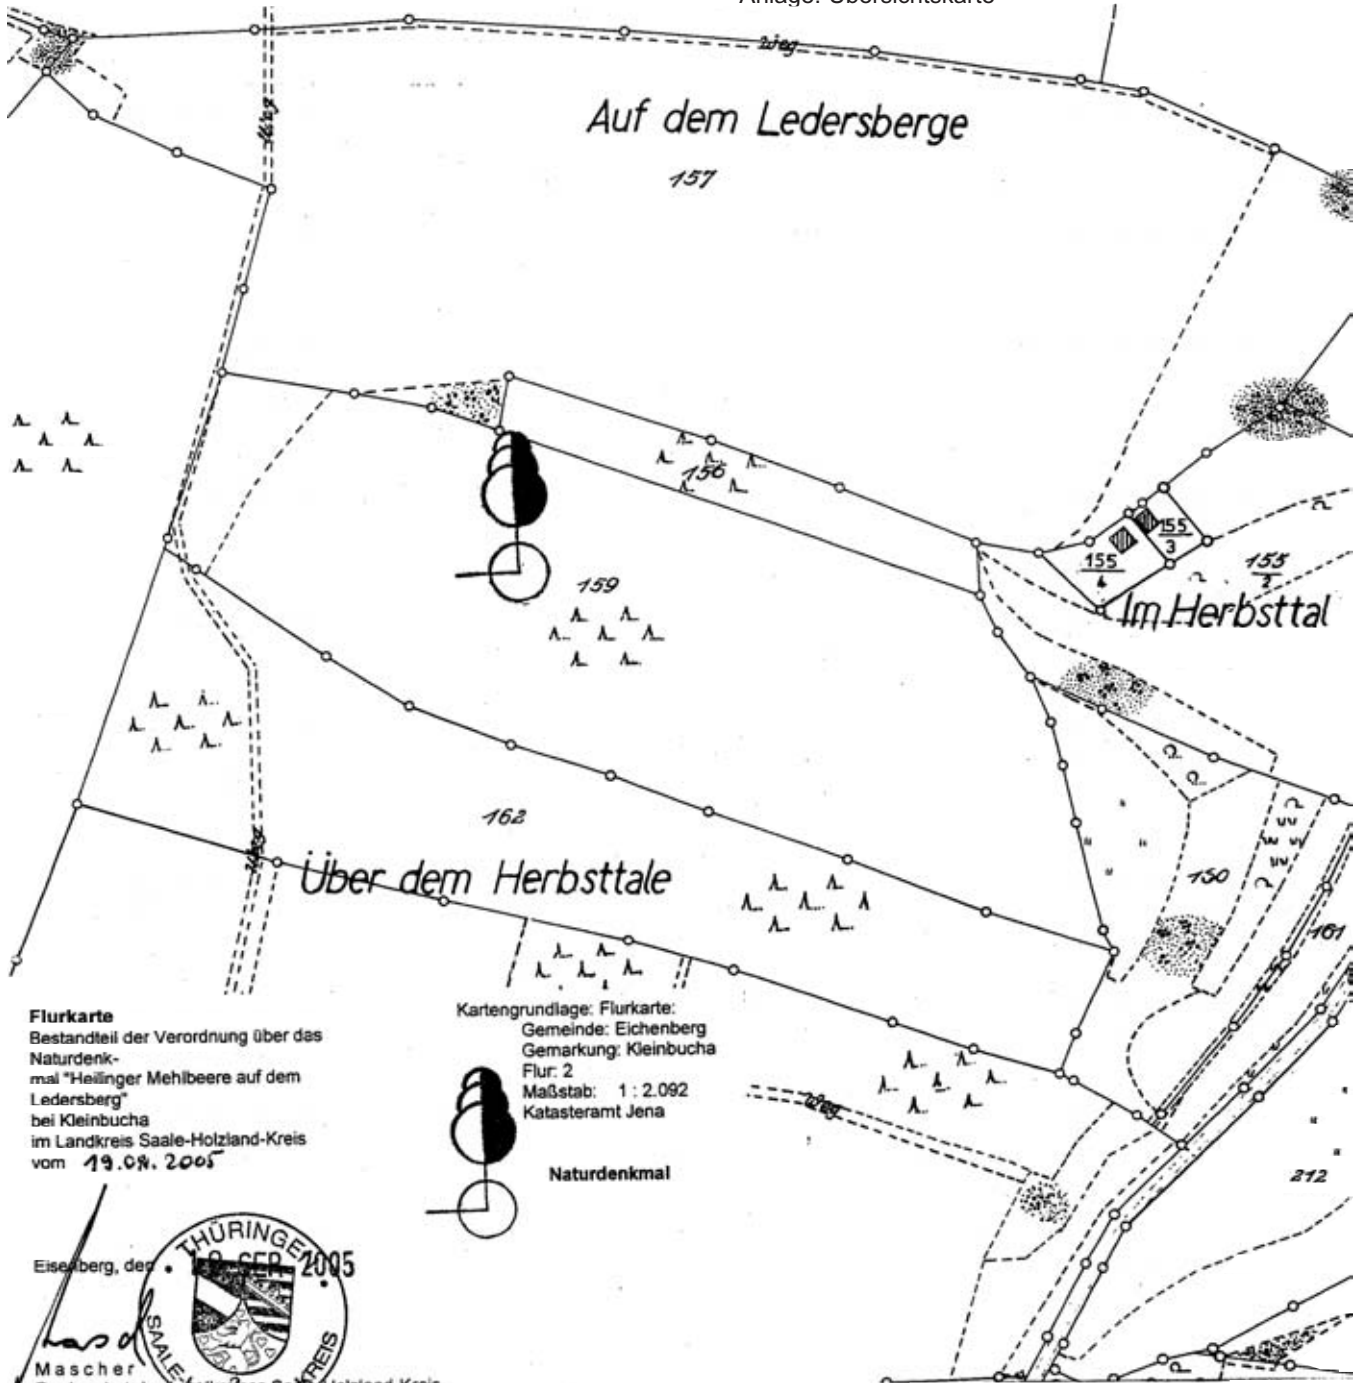 Anlage: Übersichtskarte
Weg
Weg
Auf dem Ledersberge
157
156
155
3
155
4
155
2
159
Im Herbsttal
162
Über dem Herbsttale
Weg
150
161
Flurkarte
Bestandteil der Verordnung über das
Naturdenk-
mal "Heilinger Mehlbeere auf dem
Ledersberg"
bei Kleinbucha
im Landkreis Saale-Holzland-Kreis
vom
Kartengrundlage: Flurkarte:
Gemeinde: Eichenberg
Gemarkung: Kleinbucha
Flur: 2
Maßstab: 1 : 2.092
Katasteramt Jena
Naturdenkmal
Weg
212
Eisenberg, den SEP. 2005
THÜRINGEN
SAALE- KREIS
Mascher